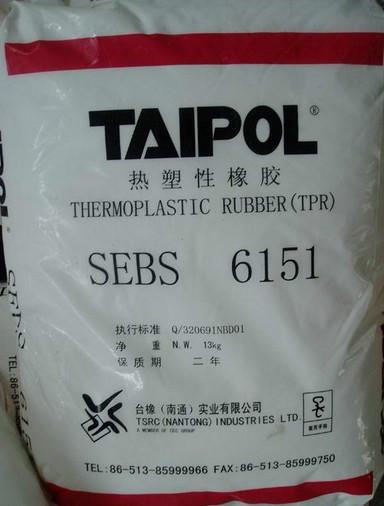 TAIPOL®
热塑性橡胶
THERMOPLASTIC RUBBER(TPR)
SEBS 6151
执行标准 Q/320691NBD01
净 重 N.W. 13kg
保质期 二年
台橡（南通）实业有限公司
TSRC(NANTONG)INDUSTRIES LTD.
TEL:86-513-85999966 FAX:86-513-85999750